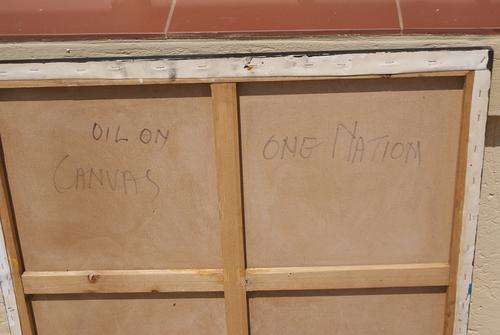 OIL ON
CANVAS
ONE NATION